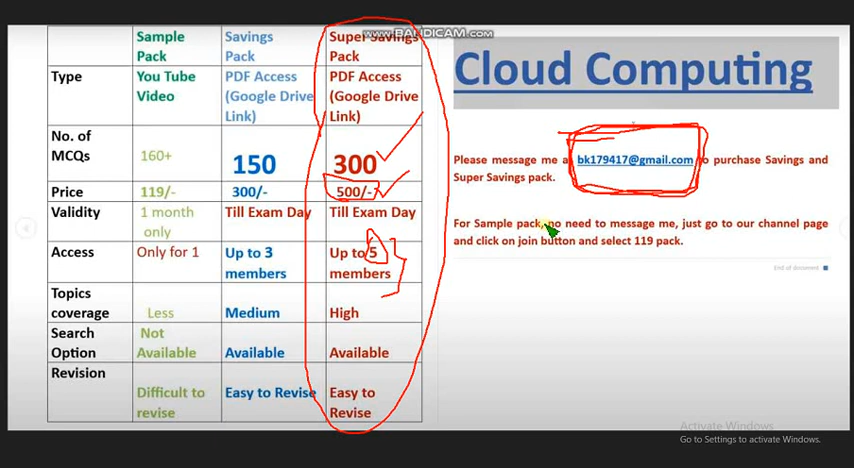 WWW.BANDICAM.COM
Sample Pack
Savings Pack
Super Savings Pack
Type
You Tube Video
PDF Access (Google Drive Link)
PDF Access (Google Drive Link)
No. of MCQs
160+
150
300
Price
119/-
300/-
500/-
Validity
1 month only
Till Exam Day
Till Exam Day
Access
Only for 1
Up to 3 members
Up to 5 members
Topics coverage
Less
Medium
High
Search Option
Not Available
Available
Available
Revision
Difficult to revise
Easy to Revise
Easy to Revise
Cloud Computing
Please message me a bk179417@gmail.com o purchase Savings and
Super Savings pack.
For Sample pack, no need to message me, just go to our channel page
and click on join button and select 119 pack.
End of document
Activate Windows
Go to Settings to activate Windows.